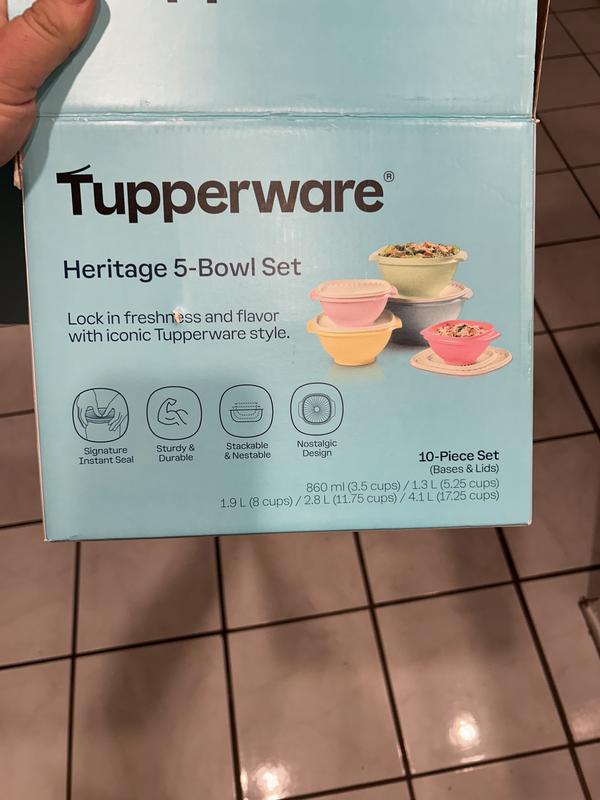 Tupperware®
Heritage 5-Bowl Set
Lock in freshness and flavor
with iconic Tupperware style.
Signature
Instant Seal
Sturdy &
Durable
Stackable
& Nestable
Nostalgic
Design
10-Piece Set
(Bases & Lids)
860 ml (3.5 cups) / 1.3 L (5.25 cups)
1.9 L (8 cups) / 2.8 L (11.75 cups) / 4.1 L (17.25 cups)